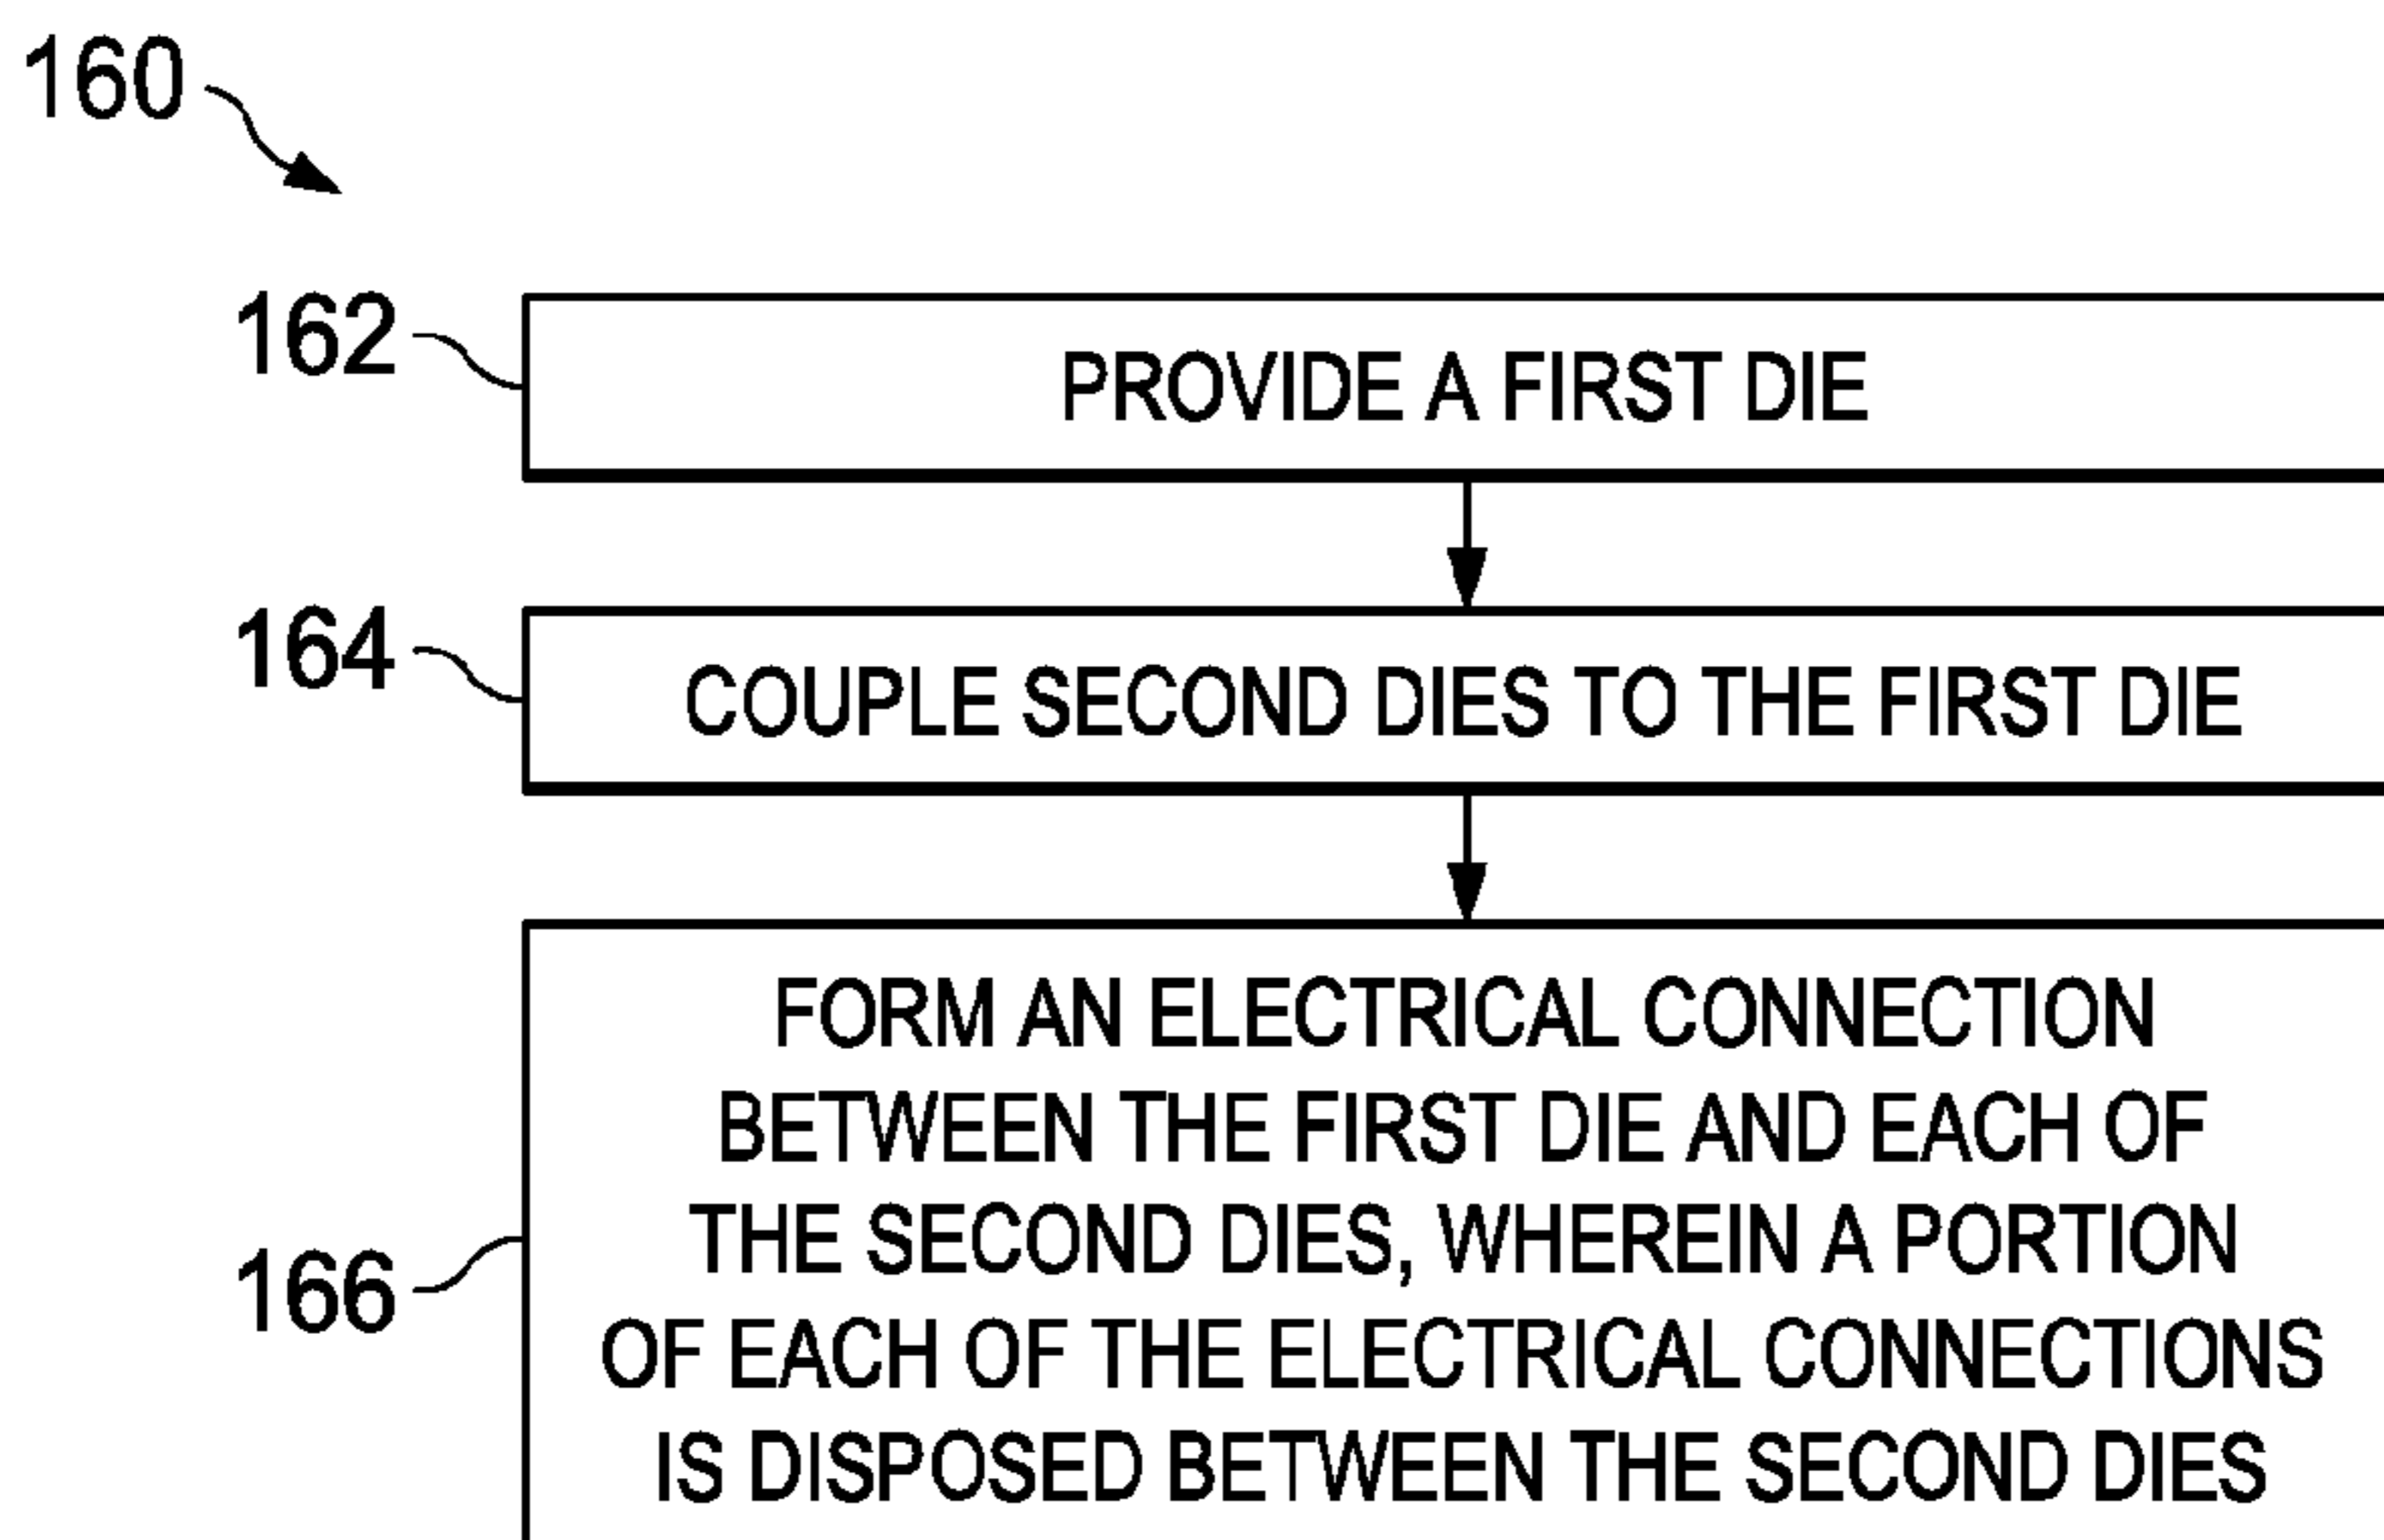 160
162
PROVIDE A FIRST DIE
164
COUPLE SECOND DIES TO THE FIRST DIE
166
FORM AN ELECTRICAL CONNECTION
BETWEEN THE FIRST DIE AND EACH OF
THE SECOND DIES, WHEREIN A PORTION
OF EACH OF THE ELECTRICAL CONNECTIONS
IS DISPOSED BETWEEN THE SECOND DIES